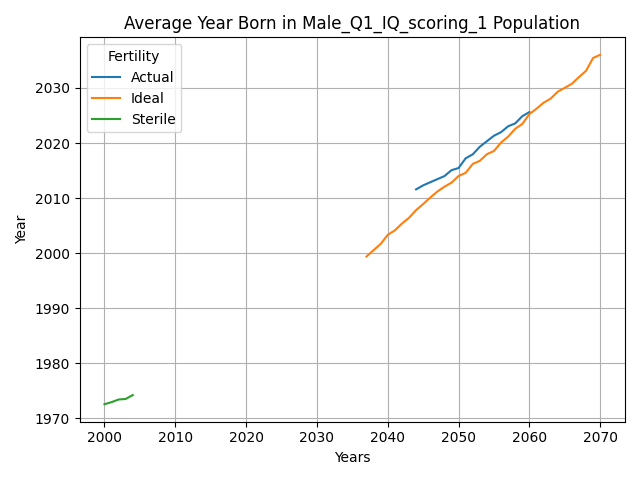 Average Year Born in Male_Q1_IQ_scoring_1 Population
Fertility
Actual
Ideal
Sterile
Year
2030
2020
2010
2000
1990
1980
1970
2000 2010 2020 2030 2040 2050 2060 2070
Years